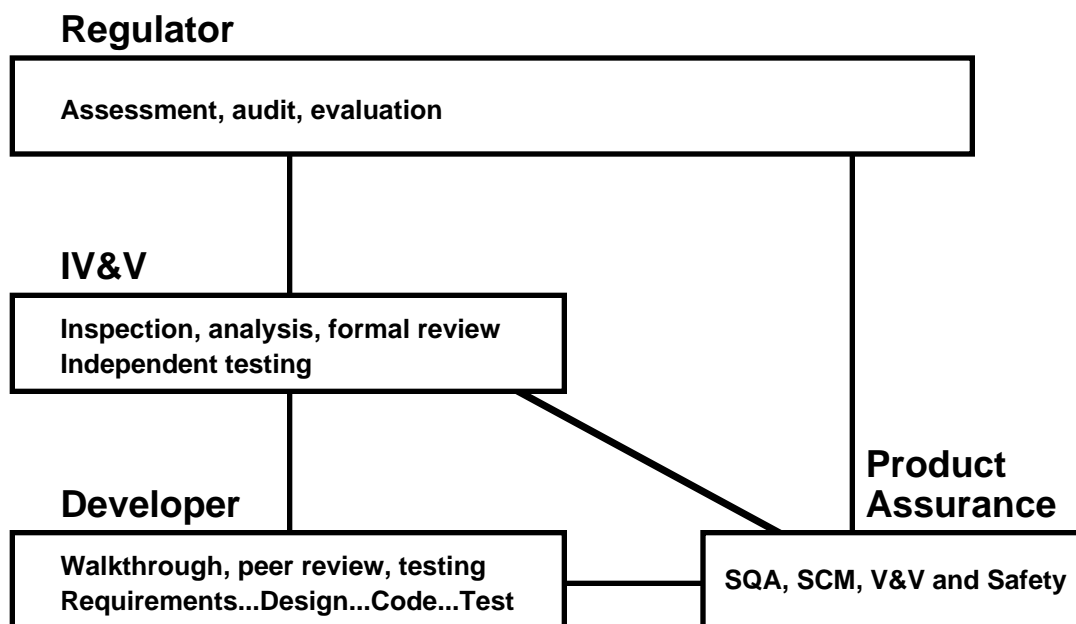 Regulator
Assessment, audit, evaluation
IV&V
Inspection, analysis, formal review
Independent testing
Developer
Walkthrough, peer review, testing
Requirements...Design...Code...Test
Product
Assurance
SQA, SCM, V&V and Safety